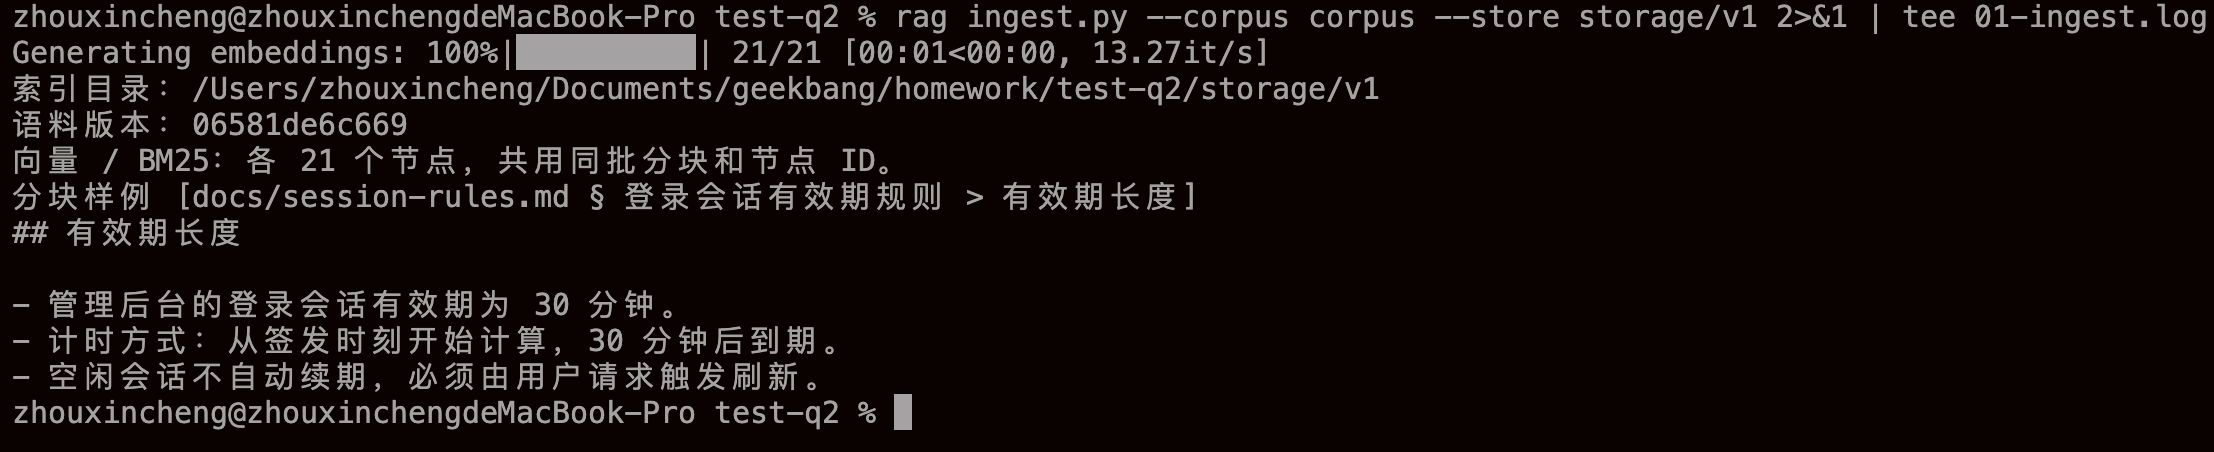 zhouxincheng@zhouxinchengdeMacBook-Pro test-q2 % rag ingest.py --corpus corpus --store storage/v1 2>&1 | tee 01-ingest.log
Generating embeddings: 100%|██████████| 21/21 [00:01<00:00, 13.27it/s]
索引目录：/Users/zhouxincheng/Documents/geekbang/homework/test-q2/storage/v1
语料版本：06581de6c669
向量 / BM25：各 21 个节点，共用同批分块和节点 ID。
分块样例 [docs/session-rules.md § 登录会话有效期规则 > 有效期长度]
## 有效期长度
- 管理后台的登录会话有效期为 30 分钟。
- 计时方式：从签发时刻开始计算，30 分钟后到期。
- 空闲会话不自动续期，必须由用户请求触发刷新。
zhouxincheng@zhouxinchengdeMacBook-Pro test-q2 %